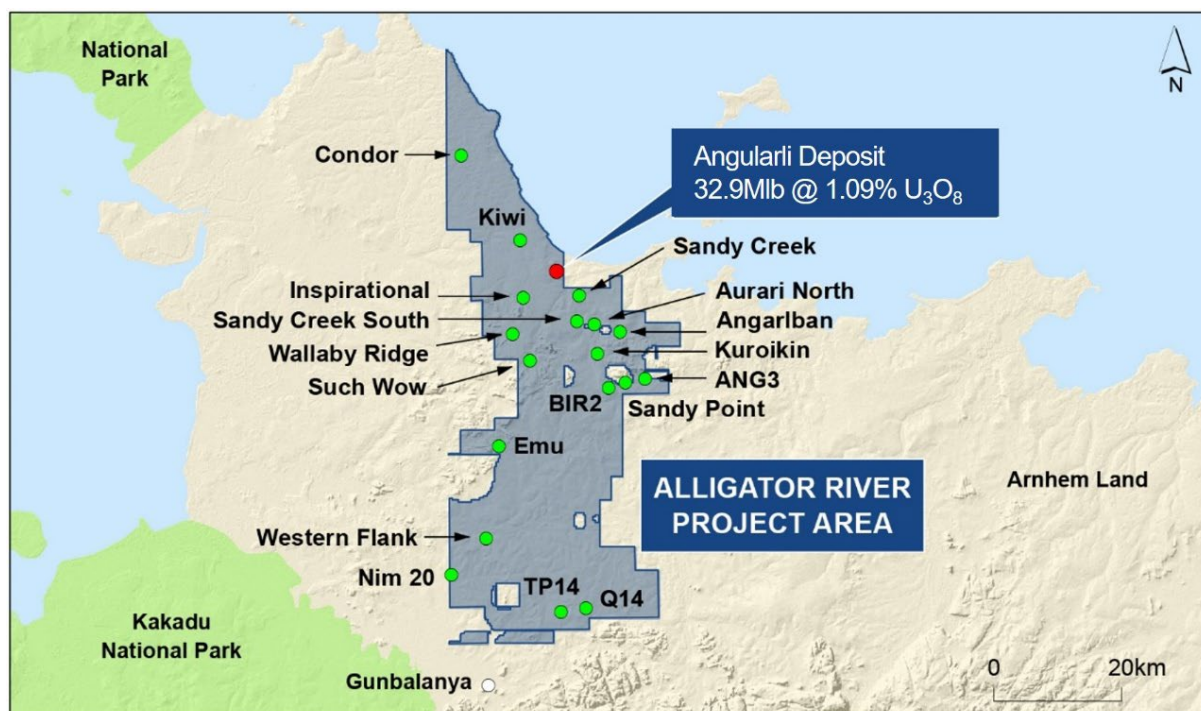 National
Park
N
Condor
Angularli Deposit
32.9Mlb @ 1.09% U₃O₈
Kiwi
Sandy Creek
Inspirational
Aurari North
Sandy Creek South
Angarlban
Wallaby Ridge
Kuroikin
Such Wow
ANG3
BIR2
Sandy Point
Emu
ALLIGATOR RIVER
PROJECT AREA
Arnhem Land
Western Flank
Nim 20
TP14
Q14
Kakadu
National Park
Gunbalanya
0 20km